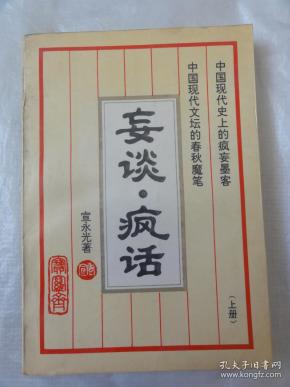 中国现代史上的疯妄墨客
中国现代文坛的春秋魔笔
(上册)
妄谈·疯话
宣永光著
孔夫子旧书网